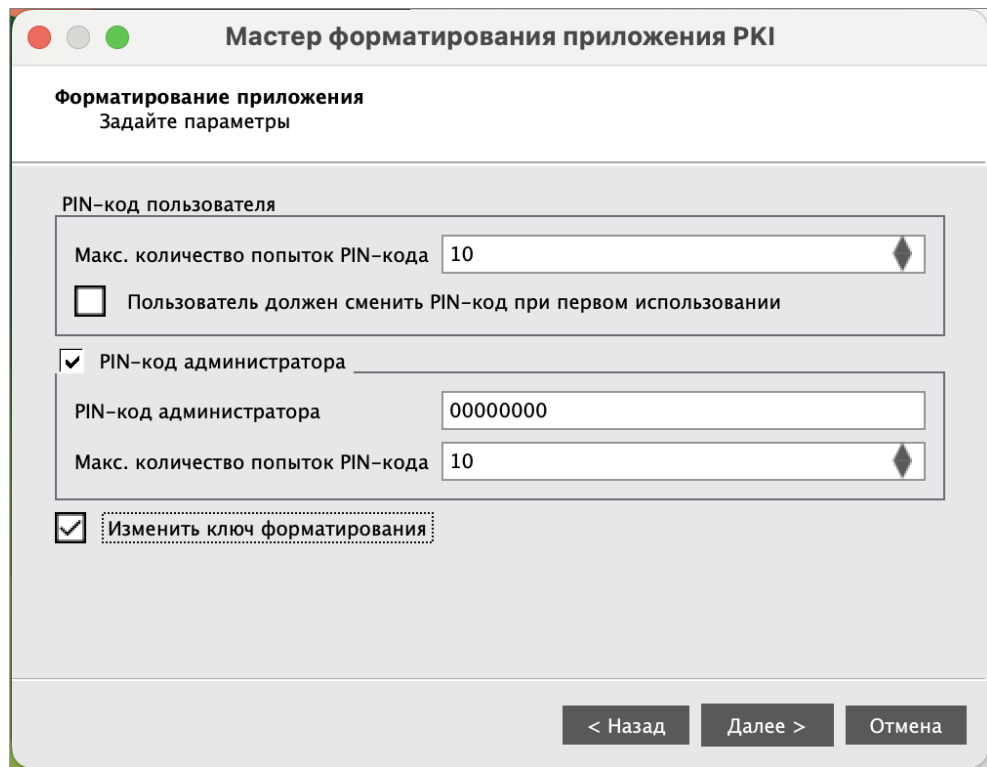 Мастер форматирования приложения PKI
Форматирование приложения
Задайте параметры
PIN-код пользователя
Макс. количество попыток PIN-кода 10
Пользователь должен сменить PIN-код при первом использовании
PIN-код администратора
PIN-код администратора 00000000
Макс. количество попыток PIN-кода 10
Изменить ключ форматирования
< Назад Далее > Отмена